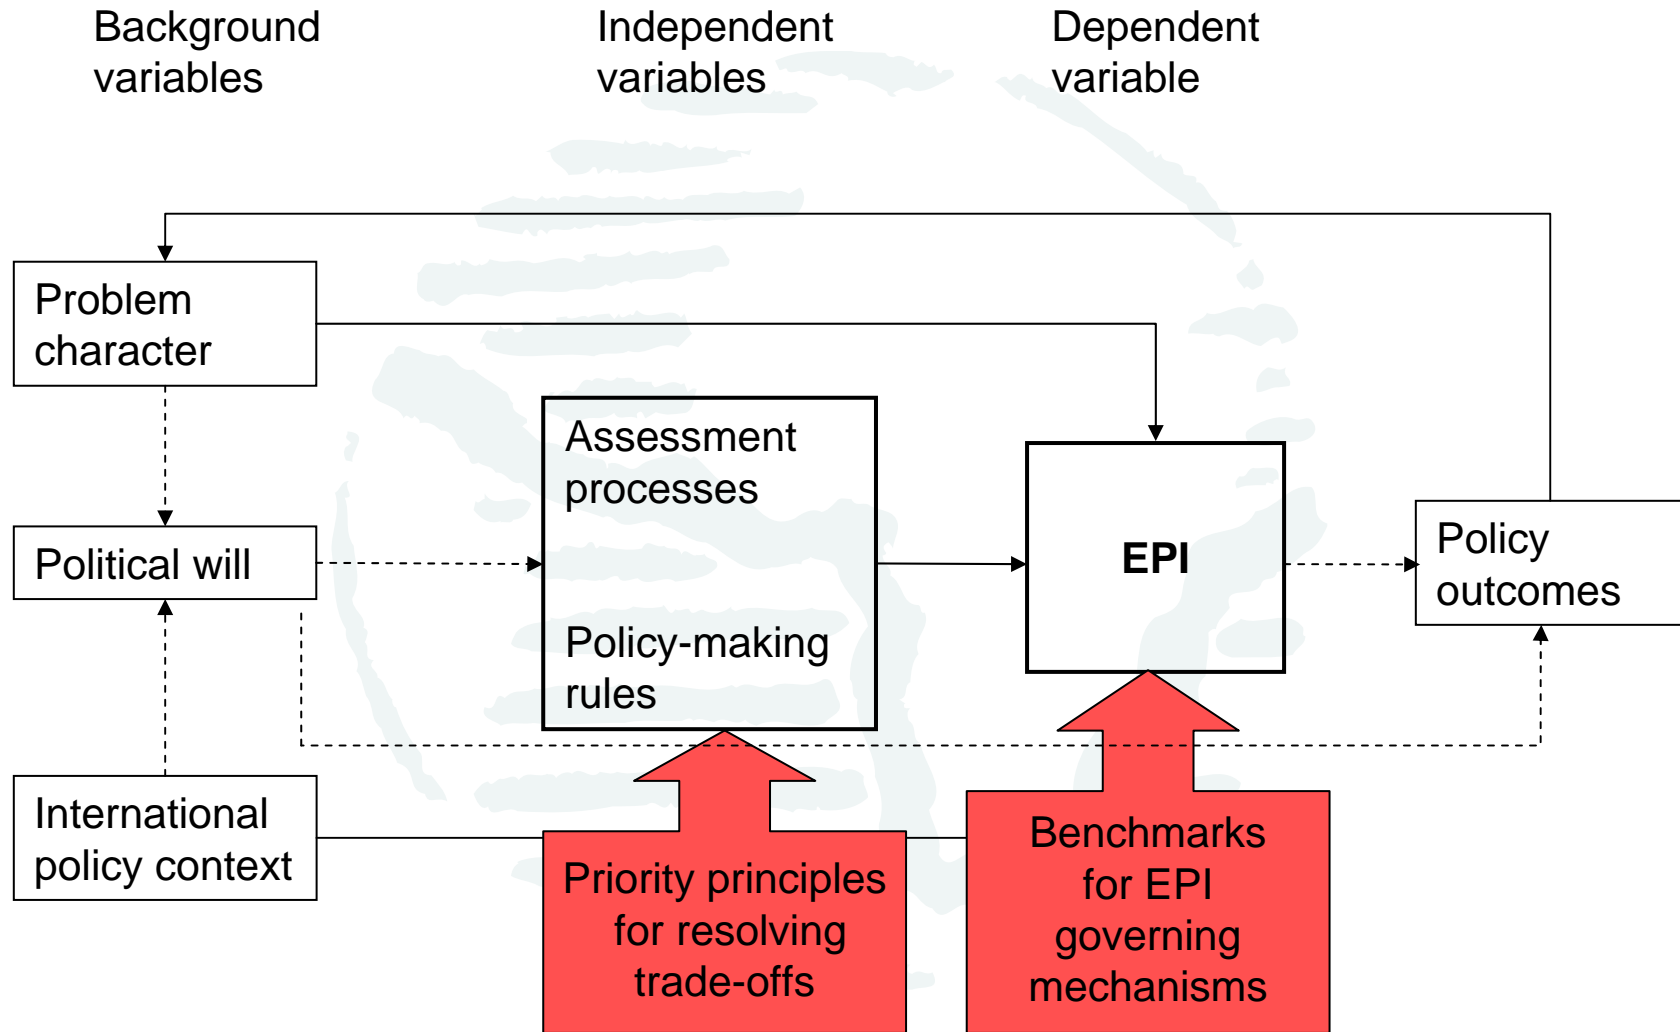 Background
variables
Independent
variables
Dependent
variable
Problem
character
Assessment
processes
Policy-making
rules
Political will
EPI
Policy
outcomes
International
policy context
Priority principles
for resolving
trade-offs
Benchmarks
for EPI
governing
mechanisms